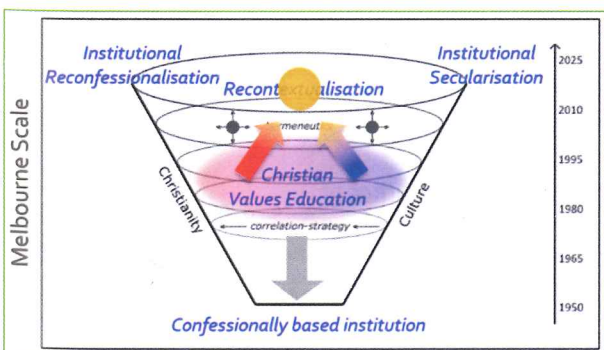 Melbourne Scale
Institutional
Reconfessionalisation
Institutional
Secularisation
Recontextualisation
Christian
Values Education
Christianity
Culture
correlation-strategy
Confessionally based institution
2025
2010
1995
1980
1965
1950